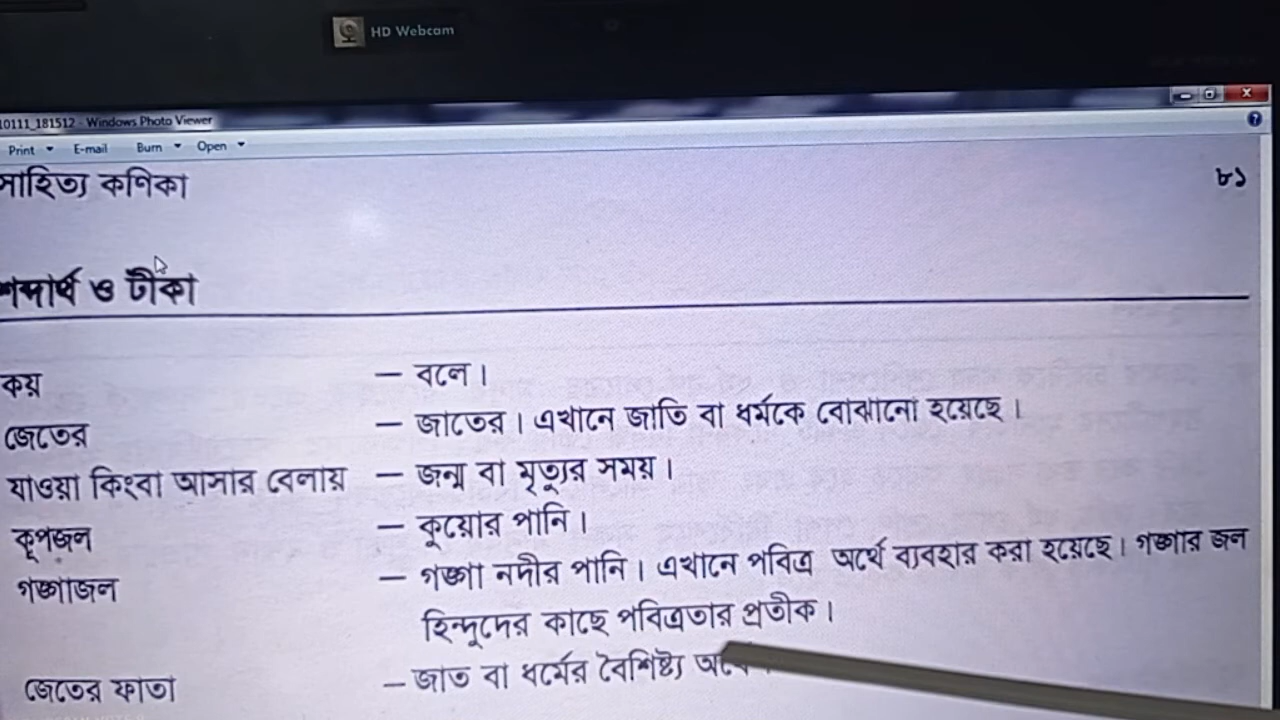 HD Webcam
10111_181512 - Windows Photo Viewer
Print E-mail Burn Open
সাহিত্য কণিকা ৮১
শব্দার্থ ও টীকা
কয় – বলে।
জেতের – জাতের। এখানে জাতি বা ধর্মকে বোঝানো হয়েছে।
যাওয়া কিংবা আসার বেলায় – জন্ম বা মৃত্যুর সময়।
কূপজল – কুয়োর পানি।
গঙ্গাজল – গঙ্গা নদীর পানি। এখানে পবিত্র অর্থে ব্যবহার করা হয়েছে। গঙ্গার জল
হিন্দুদের কাছে পবিত্রতার প্রতীক।
জেতের ফাতা – জাত বা ধর্মের বৈশিষ্ট্য